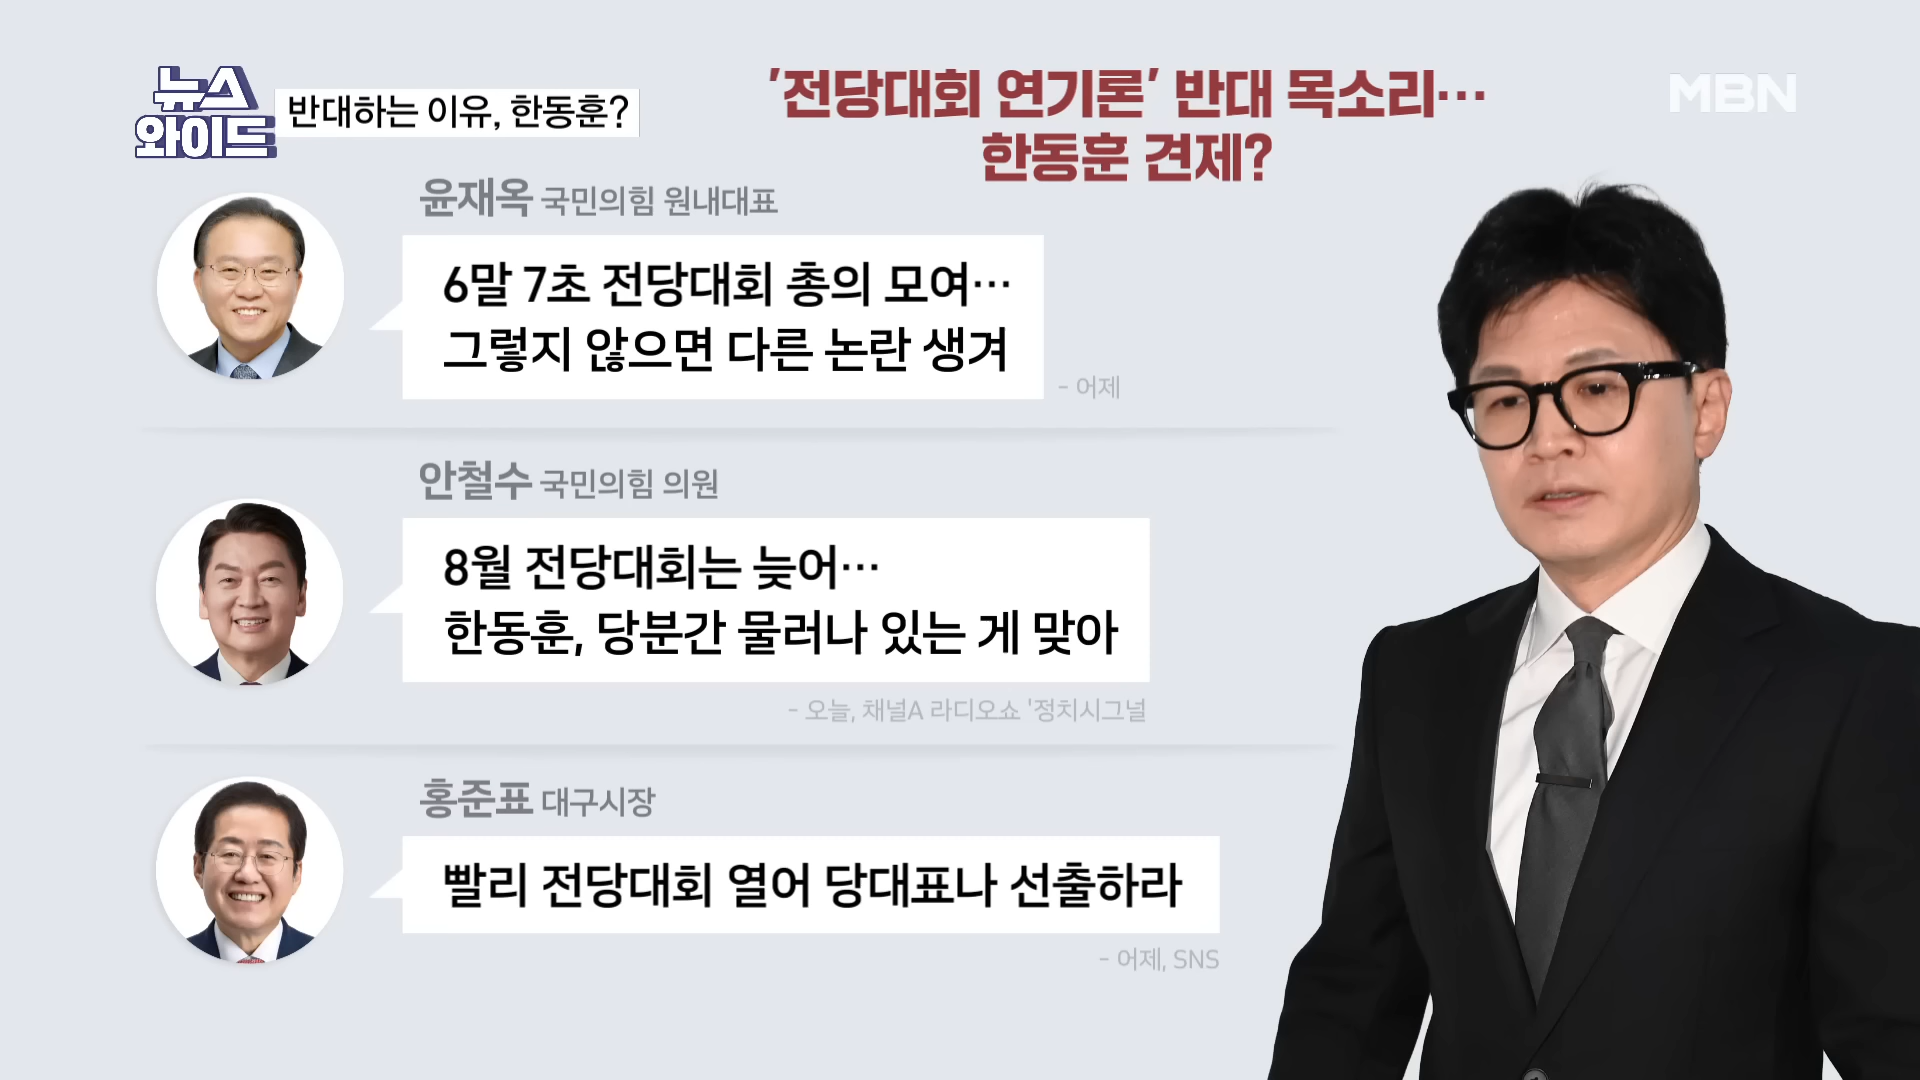 뉴스
와이드
반대하는 이유, 한동훈?
'전당대회 연기론' 반대 목소리…
한동훈 견제?
MBN
윤재옥 국민의힘 원내대표
6말 7초 전당대회 총의 모여…
그렇지 않으면 다른 논란 생겨
- 어제
안철수 국민의힘 의원
8월 전당대회는 늦어…
한동훈, 당분간 물러나 있는 게 맞아
- 오늘, 채널A 라디오쇼 '정치시그널
홍준표 대구시장
빨리 전당대회 열어 당대표나 선출하라
- 어제, SNS